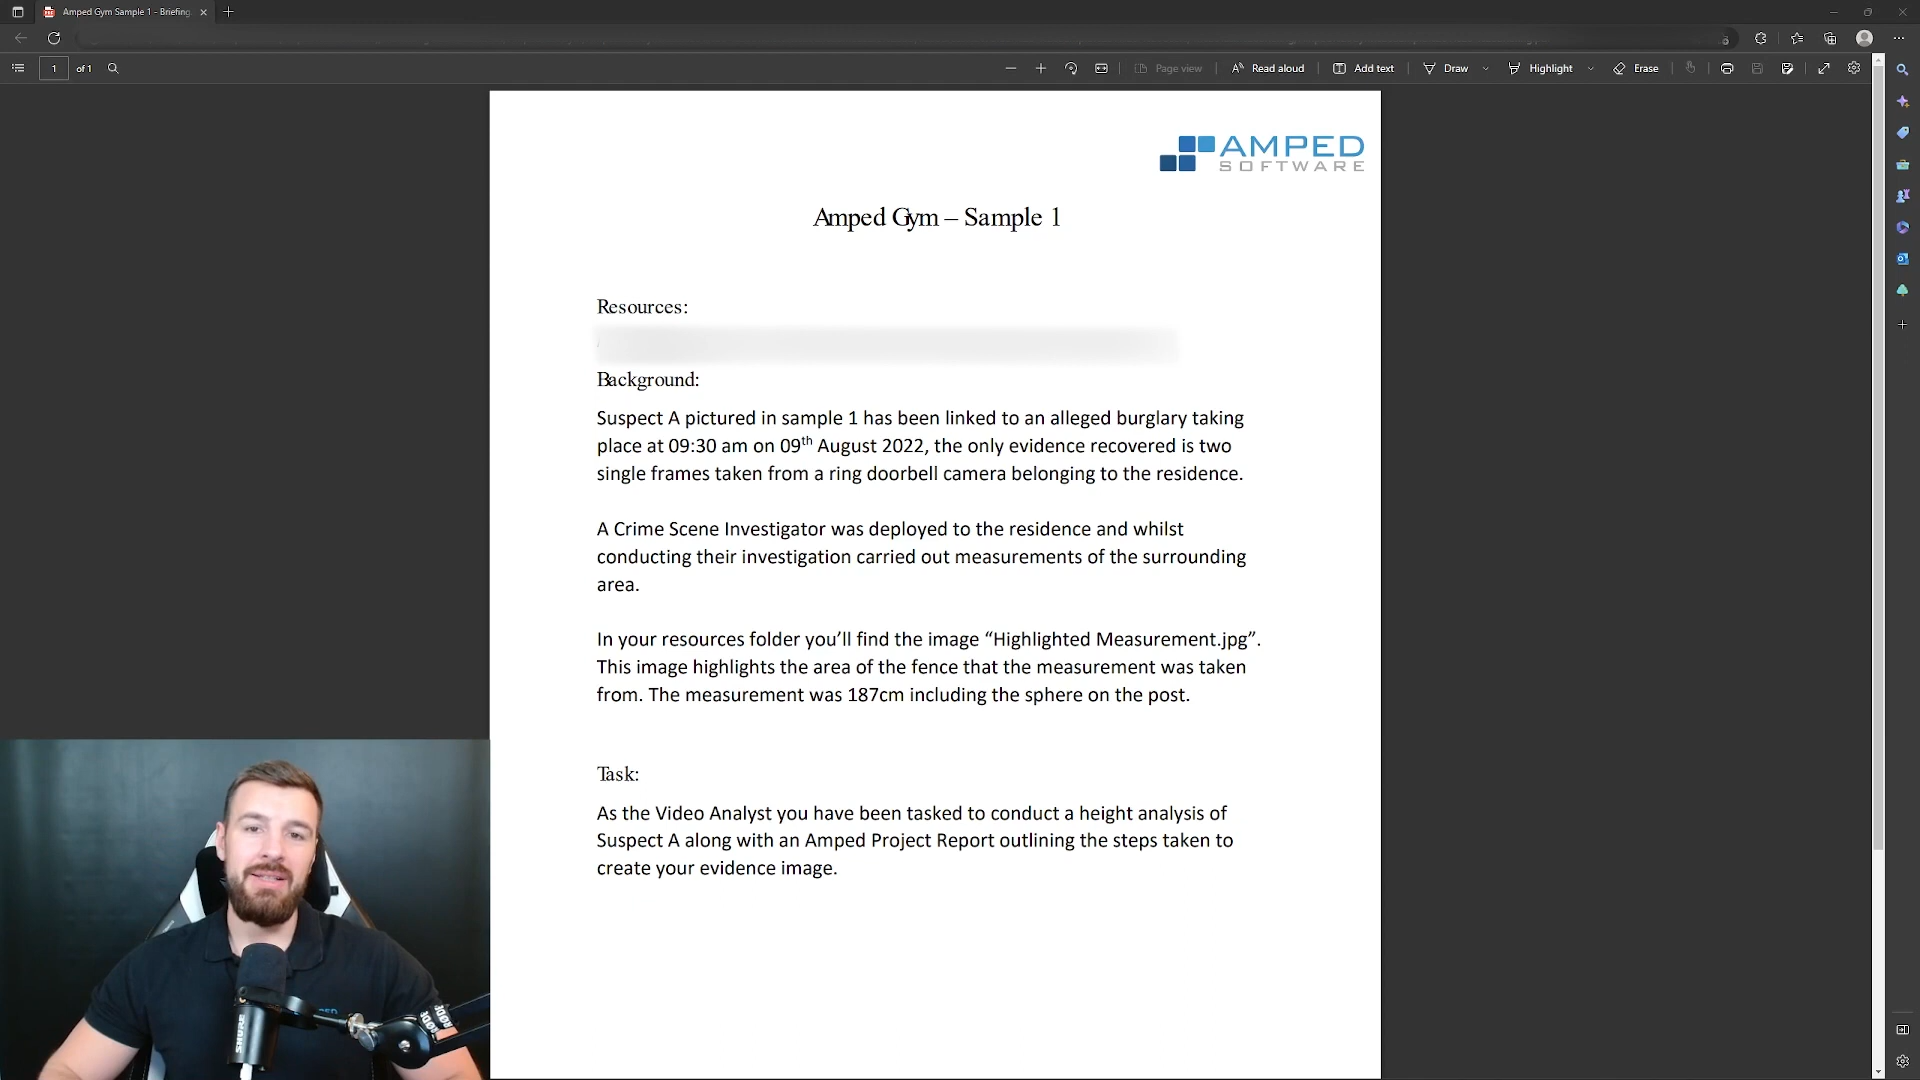 Amped Gym Sample 1 - Briefing
1 of 1
Page view
Read aloud
Add text
Draw
Highlight
Erase
AMPED
SOFTWARE
Amped Gym – Sample 1
Resources:
Background:
Suspect A pictured in sample 1 has been linked to an alleged burglary taking
place at 09:30 am on 09th August 2022, the only evidence recovered is two
single frames taken from a ring doorbell camera belonging to the residence.
A Crime Scene Investigator was deployed to the residence and whilst
conducting their investigation carried out measurements of the surrounding
area.
In your resources folder you’ll find the image “Highlighted Measurement.jpg”.
This image highlights the area of the fence that the measurement was taken
from. The measurement was 187cm including the sphere on the post.
Task:
As the Video Analyst you have been tasked to conduct a height analysis of
Suspect A along with an Amped Project Report outlining the steps taken to
create your evidence image.
SHURE
RØDE
RØDE